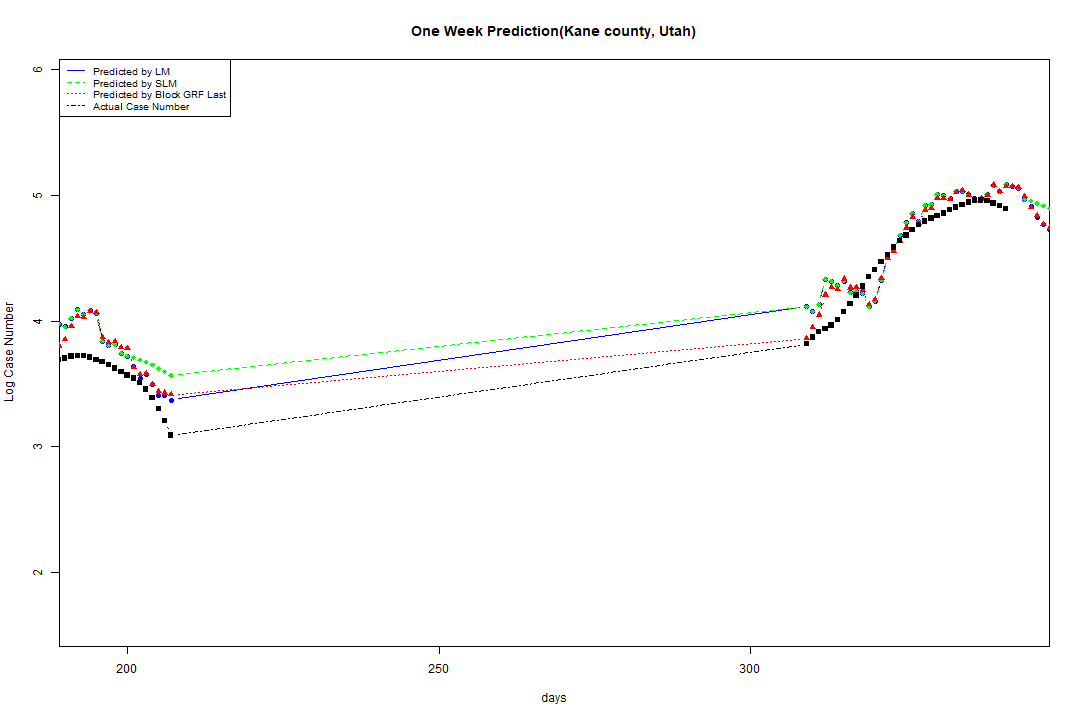 One Week Prediction(Kane county, Utah)
6
Predicted by LM
Predicted by SLM
Predicted by Block GRF Last
Actual Case Number
5
4
3
2
Log Case Number
200 250 300
days